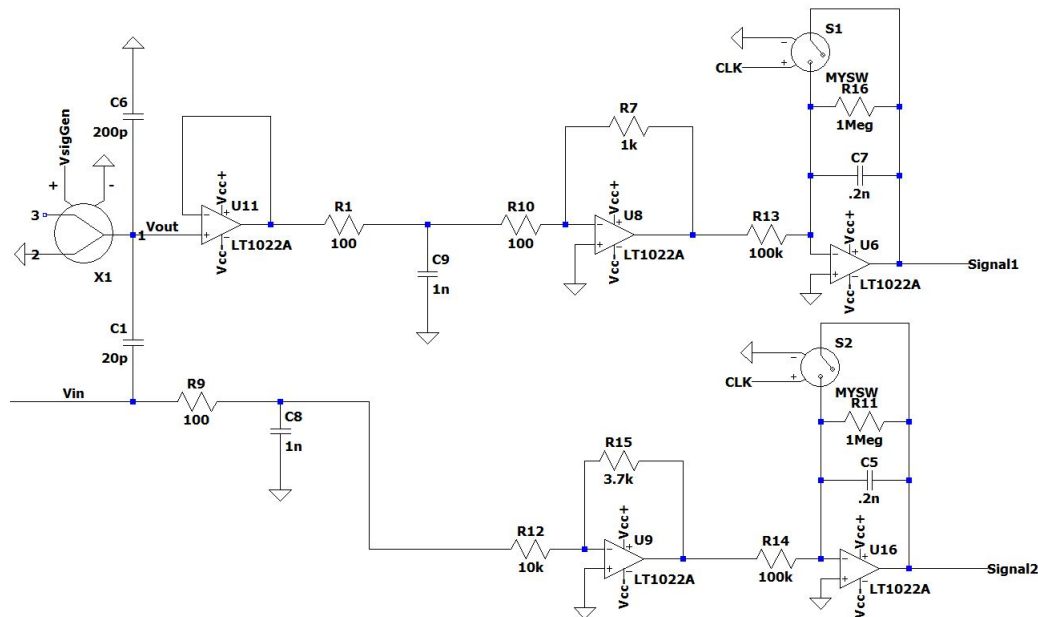 S1
CLK
MYSW
R16
1Meg
C7
.2n
C6
200p
VsigGen
+
-
3
2
1
X1
Vout
Vcc+
U11
Vcc-
LT1022A
R1
100
C9
1n
R10
100
R7
1k
Vcc+
U8
Vcc-
LT1022A
R13
100k
Vcc+
U6
Vcc-
LT1022A
Signal1
C1
20p
Vin
R9
100
C8
1n
S2
CLK
MYSW
R11
1Meg
C5
.2n
R15
3.7k
R12
10k
Vcc+
U9
Vcc-
LT1022A
R14
100k
Vcc+
U16
Vcc-
LT1022A
Signal2